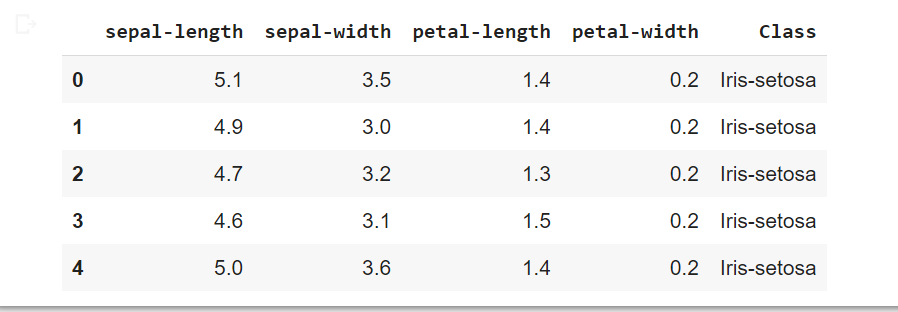 sepal-length sepal-width petal-length petal-width Class
0 5.1 3.5 1.4 0.2 Iris-setosa
1 4.9 3.0 1.4 0.2 Iris-setosa
2 4.7 3.2 1.3 0.2 Iris-setosa
3 4.6 3.1 1.5 0.2 Iris-setosa
4 5.0 3.6 1.4 0.2 Iris-setosa